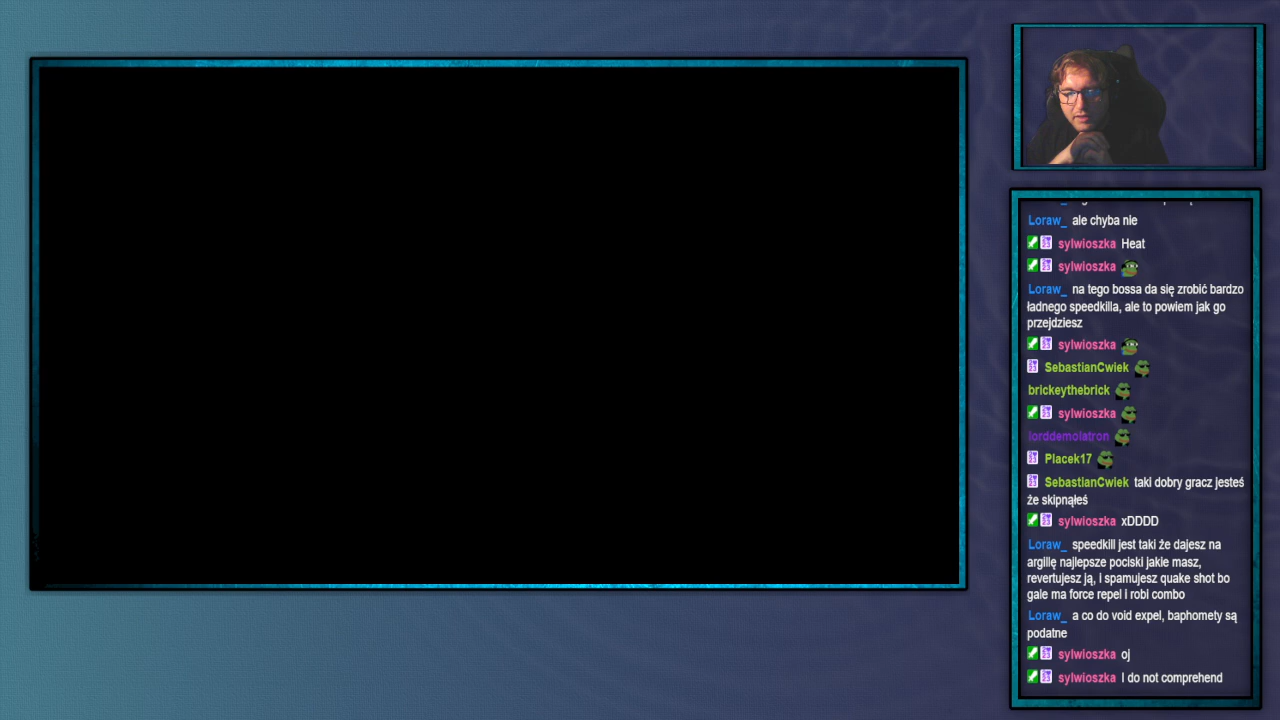 Loraw_ ale chyba nie
sylwioszka Heat
sylwioszka
Loraw_ na tego bossa da się zrobić bardzo
ładnego speedkilla, ale to powiem jak go
przejdziesz
sylwioszka
SebastianCwiek
brickeythebrick
sylwioszka
lorddemolatron
Placek17
SebastianCwiek taki dobry gracz jesteś
że skipnąłeś
sylwioszka xDDDD
Loraw_ speedkill jest taki że dajesz na
argillę najlepsze pociski jakie masz,
revertujesz ją, i spamujesz quake shot bo
gale ma force repel i robi combo
Loraw_ a co do void expel, baphomety są
podatne
sylwioszka oj
sylwioszka I do not comprehend